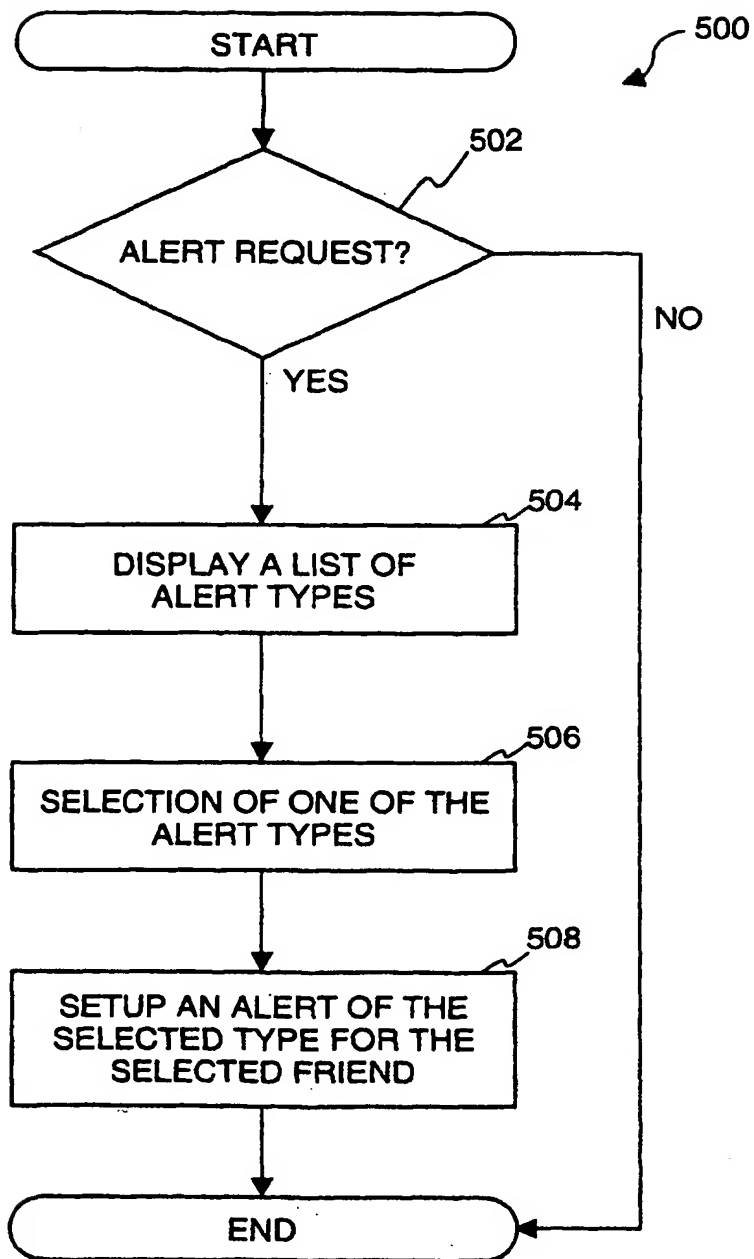 START
500
502
ALERT REQUEST?
NO
YES
504
DISPLAY A LIST OF
ALERT TYPES
506
SELECTION OF ONE OF THE
ALERT TYPES
508
SETUP AN ALERT OF THE
SELECTED TYPE FOR THE
SELECTED FRIEND
END